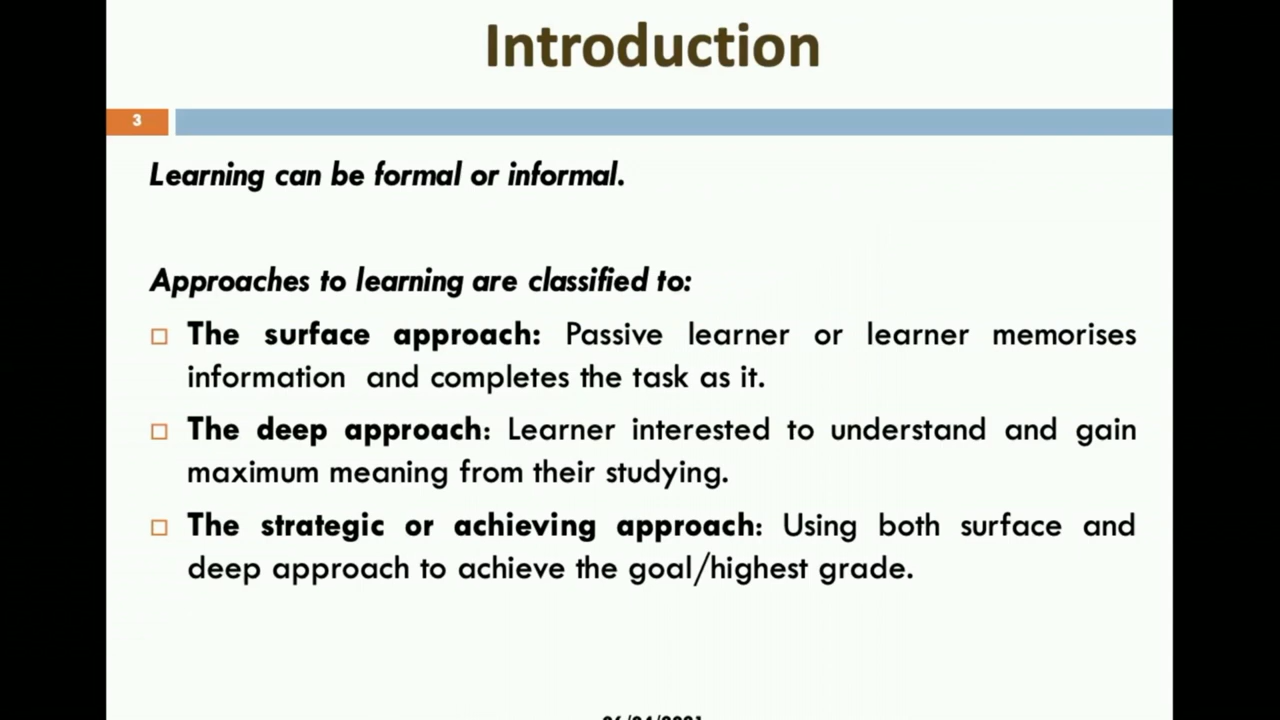 Introduction
3
Learning can be formal or informal.
Approaches to learning are classified to:
The surface approach: Passive learner or learner memorises
information and completes the task as it.
The deep approach: Learner interested to understand and gain
maximum meaning from their studying.
The strategic or achieving approach: Using both surface and
deep approach to achieve the goal/highest grade.